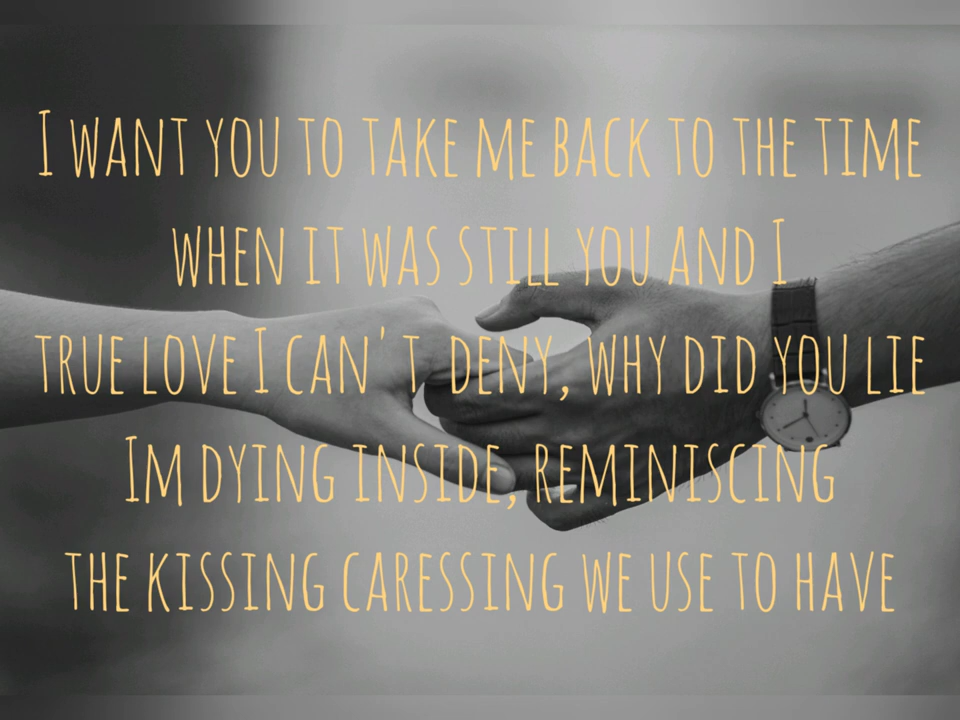 I WANT YOU TO TAKE ME BACK TO THE TIME
WHEN IT WAS STILL YOU AND I
TRUE LOVE I CAN'T DENY, WHY DID YOU LIE
IM DYING INSIDE, REMINISCING
THE KISSING CARESSING WE USE TO HAVE